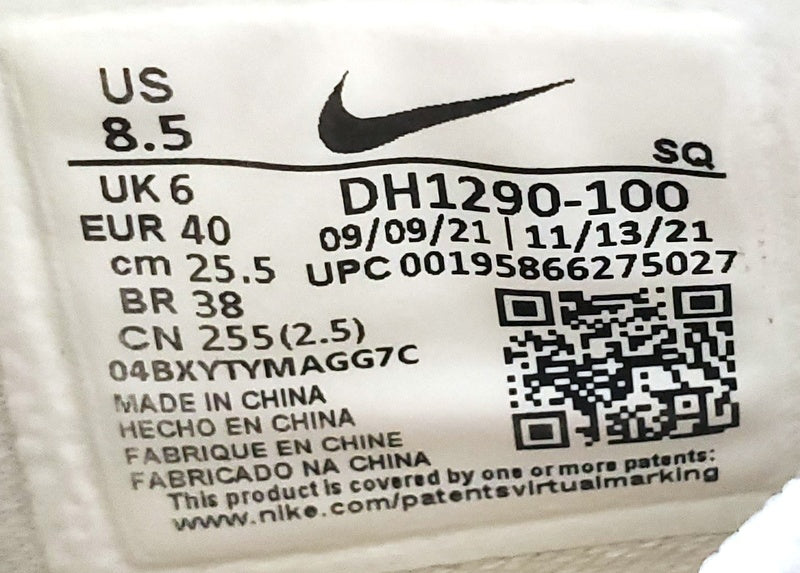 US
8.5
SQ
UK 6
DH1290-100
EUR 40
09/09/21 | 11/13/21
cm 25.5
UPC 00195866275027
BR 38
CN 255(2.5)
04BXYTYMAGG7C
MADE IN CHINA
HECHO EN CHINA
FABRIQUE EN CHINE
FABRICADO NA CHINA
This product is covered by one or more patents:
www.nike.com/patentsvirtualmarking